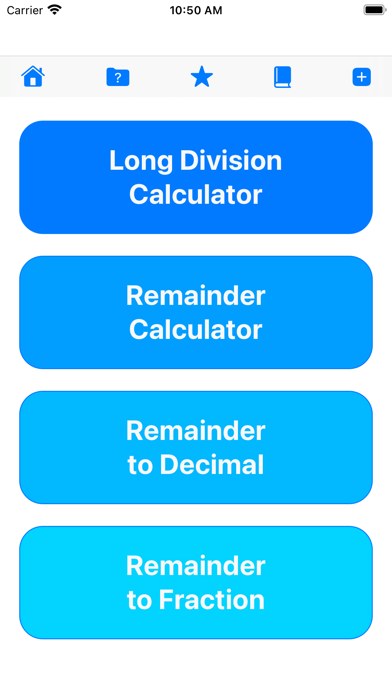 Carrier 10:50 AM
?
Long Division
Calculator
Remainder
Calculator
Remainder
to Decimal
Remainder
to Fraction